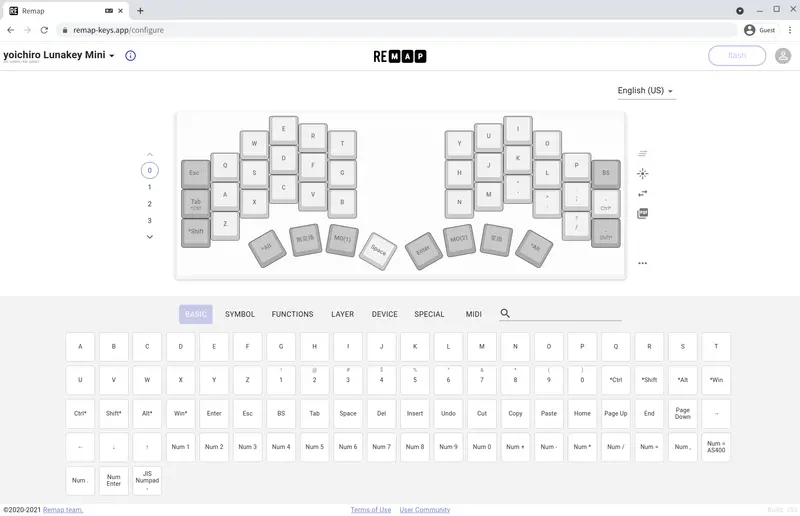 Remap
remap-keys.app/configure
Guest
yoichiro Lunakey Mini
REMAP
flash
English (US)
E
I
W
R
T
Y
U
O
Q
D
K
P
Esc
S
F
G
H
J
L
BS
A
C
Tab
*Ctrl
X
V
B
N
M
;
Ctrl*
Z
*Shift
?
/
Shift*
*Alt
無変換
MO(1)
Space
Enter
MO(2)
変換
*Alt
0
1
2
3
BASIC SYMBOL FUNCTIONS LAYER DEVICE SPECIAL MIDI
A B C D E F G H I J K L M N O P Q R S T
! @ # $ % ^ & * ( )
U V W X Y Z 1 2 3 4 5 6 7 8 9 0 *Ctrl *Shift *Alt *Win
Ctrl* Shift* Alt* Win* Enter Esc BS Tab Space Del Insert Undo Cut Copy Paste Home Page Up End Page Down →
← ↓ ↑ Num 1 Num 2 Num 3 Num 4 Num 5 Num 6 Num 7 Num 8 Num 9 Num 0 Num + Num - Num * Num / Num = Num , Num = AS400
Num . Num Enter JIS Numpad ,
©2020-2021 Remap team.
Terms of Use User Community